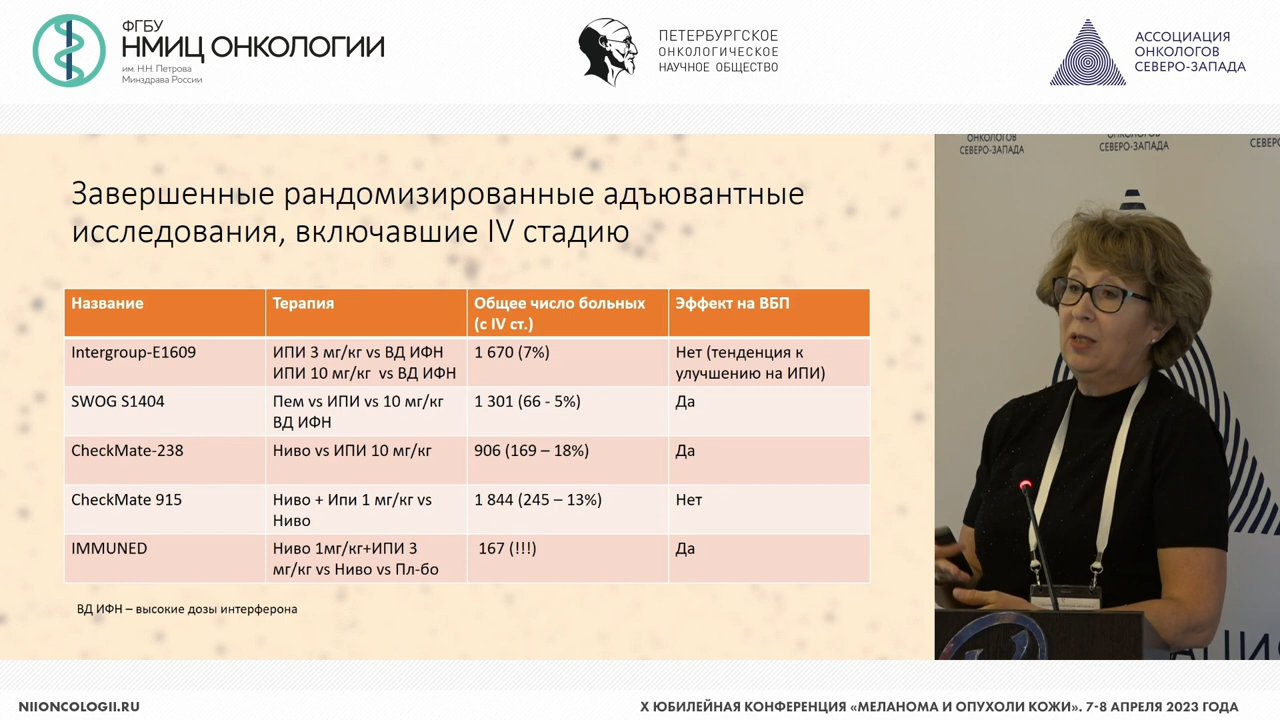 ФГБУ
НМИЦ ОНКОЛОГИИ
им. Н.Н. Петрова
Минздрава России
ПЕТЕРБУРГСКОЕ
ОНКОЛОГИЧЕСКОЕ
НАУЧНОЕ ОБЩЕСТВО
АССОЦИАЦИЯ
ОНКОЛОГОВ
СЕВЕРО-ЗАПАДА
Завершенные рандомизированные адъювантные
исследования, включавшие IV стадию
Название
Терапия
Общее число больных
(с IV ст.)
Эффект на ВБП
Intergroup-E1609
ИПИ 3 мг/кг vs ВД ИФН
ИПИ 10 мг/кг vs ВД ИФН
1 670 (7%)
Нет (тенденция к
улучшению на ИПИ)
SWOG S1404
Пем vs ИПИ vs 10 мг/кг
ВД ИФН
1 301 (66 - 5%)
Да
CheckMate-238
Ниво vs ИПИ 10 мг/кг
906 (169 – 18%)
Да
CheckMate 915
Ниво + Ипи 1 мг/кг vs
Ниво
1 844 (245 – 13%)
Нет
IMMUNED
Ниво 1мг/кг+ИПИ 3
мг/кг vs Ниво vs Пл-бо
167 (!!!)
Да
ВД ИФН – высокие дозы интерферона
ОНКОЛОГОВ
СЕВЕРО-ЗАПАДА
ОНКОЛОГОВ
СЕВЕРО-ЗАПАДА
NIIONCOLOGII.RU
X ЮБИЛЕЙНАЯ КОНФЕРЕНЦИЯ «МЕЛАНОМА И ОПУХОЛИ КОЖИ». 7-8 АПРЕЛЯ 2023 ГОДА